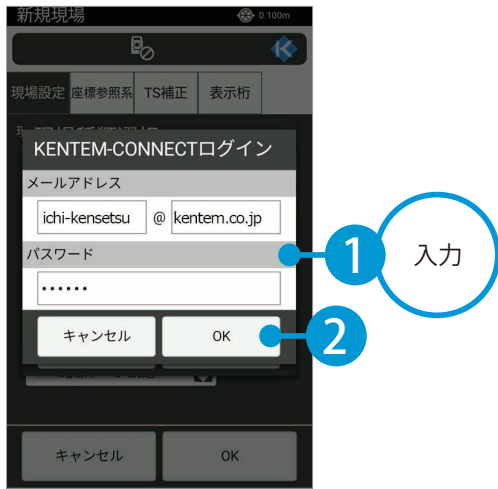 新規現場 0.100m
現場設定 座標参照系 TS補正 表示桁
KENTEM-CONNECTログイン
メールアドレス
ichi-kensetsu @ kentem.co.jp
パスワード
••••••
キャンセル OK
キャンセル OK
1 入力
2